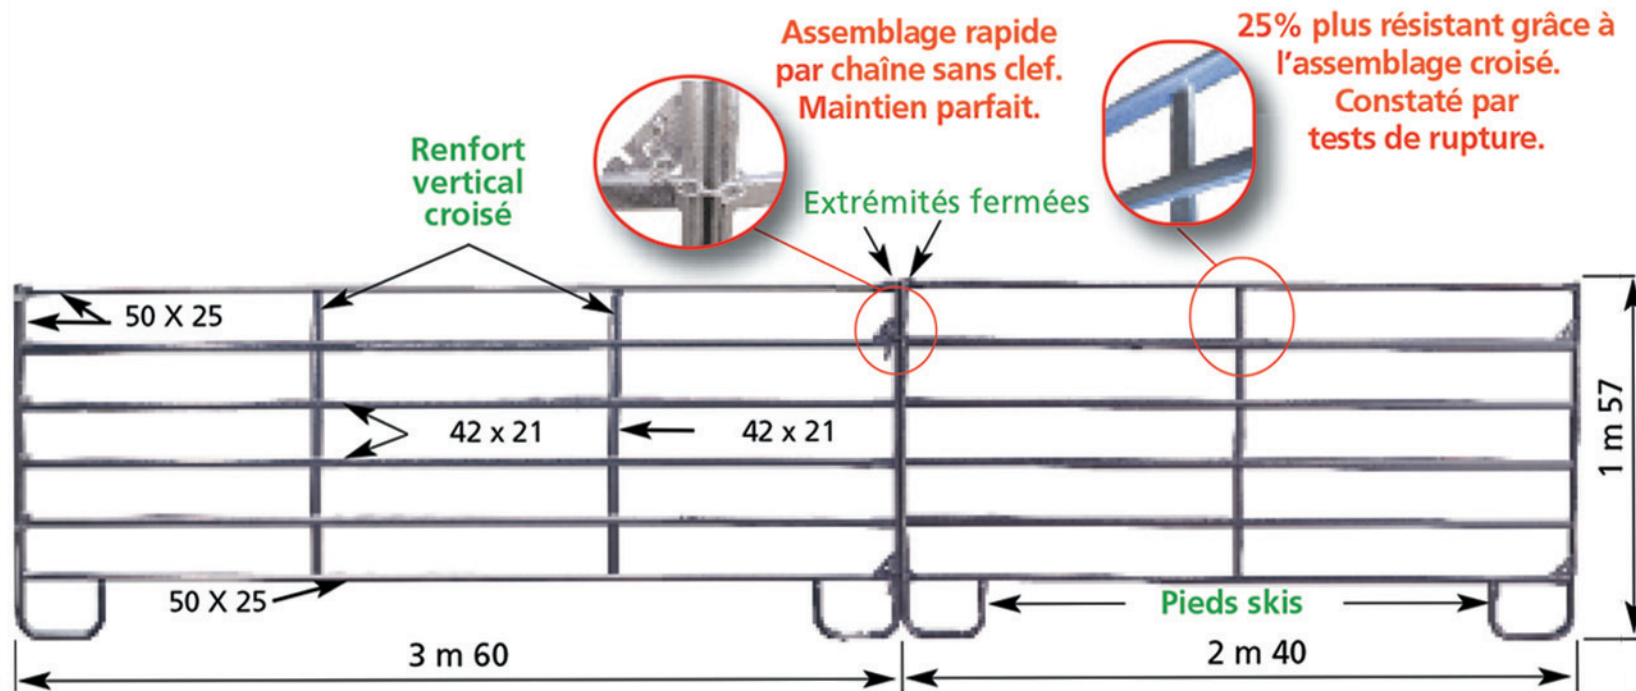 Assemblage rapide
par chaîne sans clef.
Maintien parfait.
25% plus résistant grâce à
l'assemblage croisé.
Constaté par
tests de rupture.
Renfort
vertical
croisé
Extrémités fermées
50 X 25
42 x 21
42 x 21
1 m 57
50 X 25
Pieds skis
3 m 60
2 m 40